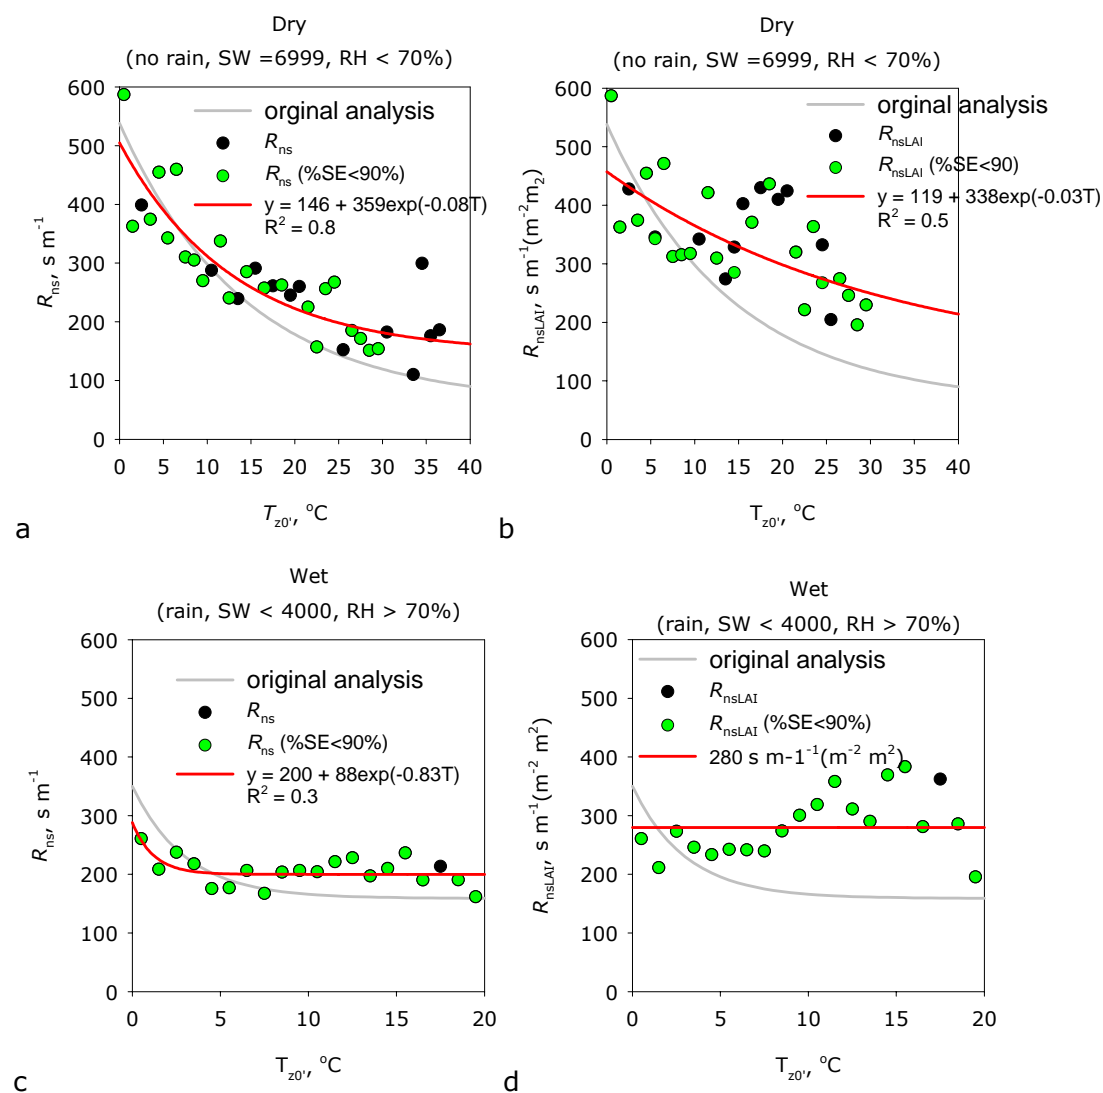 Dry
(no rain, SW =6999, RH < 70%)
600
500
400
300
200
100
0
orginal analysis
Rns
Rns (%SE<90%)
y = 146 + 359exp(-0.08T)
R² = 0.8
Rns, s m⁻¹
0 5 10 15 20 25 30 35 40
Tz0', °C
a
Dry
(no rain, SW =6999, RH < 70%)
600
500
400
300
200
100
0
orginal analysis
RnsLAI
RnsLAI (%SE<90)
y = 119 + 338exp(-0.03T)
R² = 0.5
RnsLAI, s m⁻¹(m⁻²m₂)
0 5 10 15 20 25 30 35 40
Tz0', °C
b
Wet
(rain, SW < 4000, RH > 70%)
600
500
400
300
200
100
0
original analysis
Rns
Rns (%SE<90%)
y = 200 + 88exp(-0.83T)
R² = 0.3
Rns, s m⁻¹
0 5 10 15 20
Tz0', °C
c
Wet
(rain, SW < 4000, RH > 70%)
600
500
400
300
200
100
0
original analysis
RnsLAI
RnsLAI (%SE<90%)
280 s m-1⁻¹(m⁻² m²)
RnsLAI, s m⁻¹(m⁻² m²)
0 5 10 15 20
Tz0', °C
d